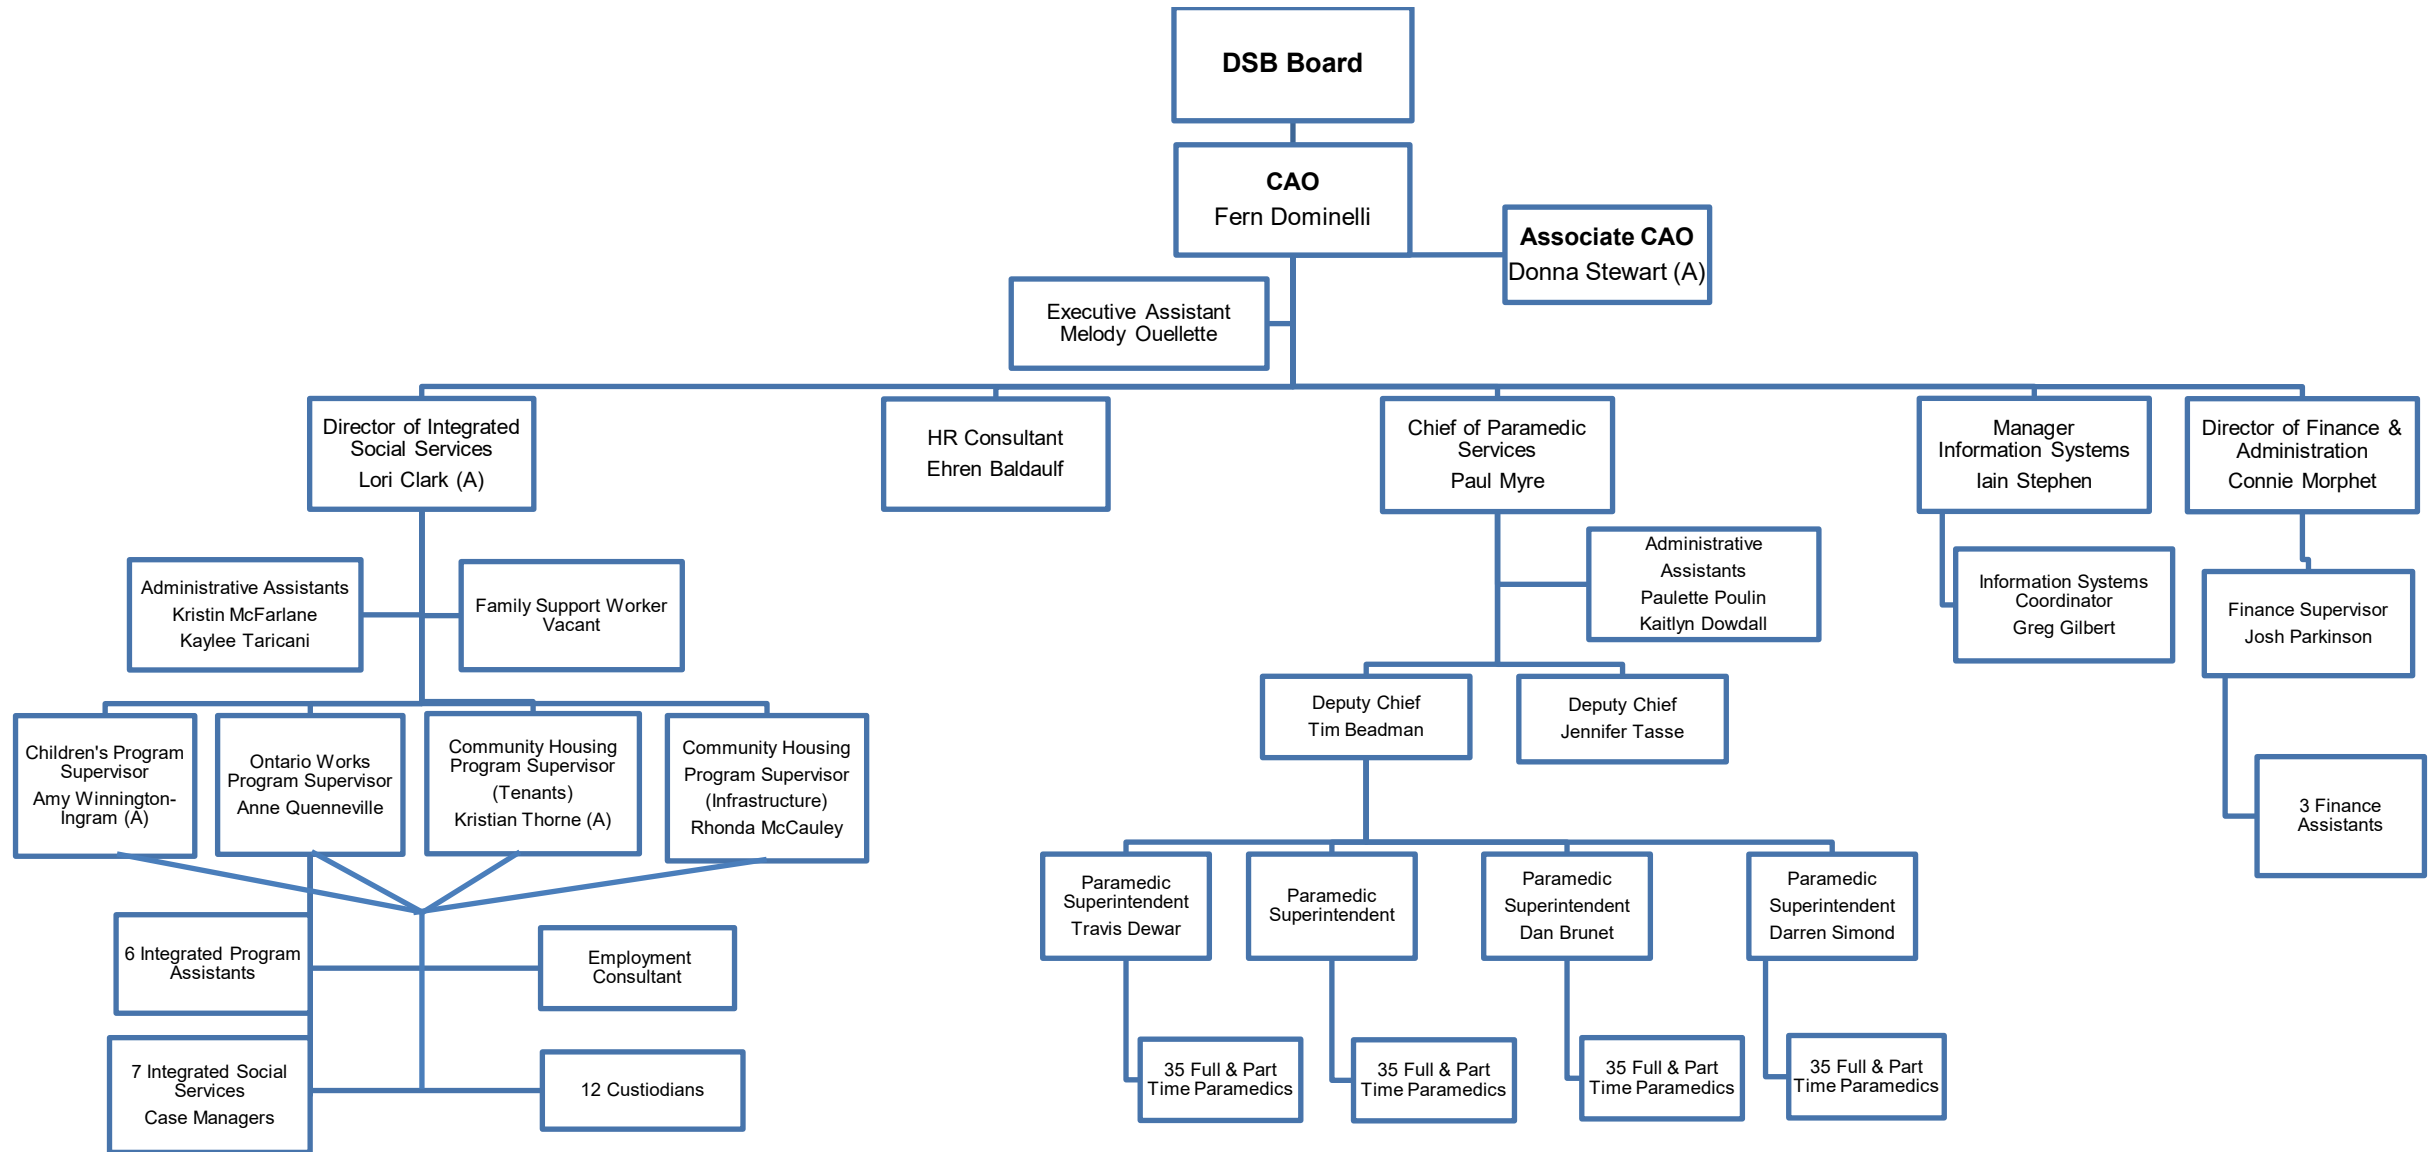 DSB Board
CAO
Fern Dominelli
Associate CAO
Donna Stewart (A)
Executive Assistant
Melody Ouellette
Director of Integrated
Social Services
Lori Clark (A)
HR Consultant
Ehren Baldaulf
Chief of Paramedic
Services
Paul Myre
Manager
Information Systems
Iain Stephen
Director of Finance &
Administration
Connie Morphet
Administrative Assistants
Kristin McFarlane
Kaylee Taricani
Family Support Worker
Vacant
Administrative
Assistants
Paulette Poulin
Kaitlyn Dowdall
Information Systems
Coordinator
Greg Gilbert
Finance Supervisor
Josh Parkinson
Deputy Chief
Tim Beadman
Deputy Chief
Jennifer Tasse
Children's Program
Supervisor
Amy Winnington-
Ingram (A)
Ontario Works
Program Supervisor
Anne Quenneville
Community Housing
Program Supervisor
(Tenants)
Kristian Thorne (A)
Community Housing
Program Supervisor
(Infrastructure)
Rhonda McCauley
3 Finance
Assistants
Paramedic
Superintendent
Travis Dewar
Paramedic
Superintendent
Paramedic
Superintendent
Dan Brunet
Paramedic
Superintendent
Darren Simond
6 Integrated Program
Assistants
Employment
Consultant
7 Integrated Social
Services
Case Managers
12 Custiodians
35 Full & Part
Time Paramedics
35 Full & Part
Time Paramedics
35 Full & Part
Time Paramedics
35 Full & Part
Time Paramedics